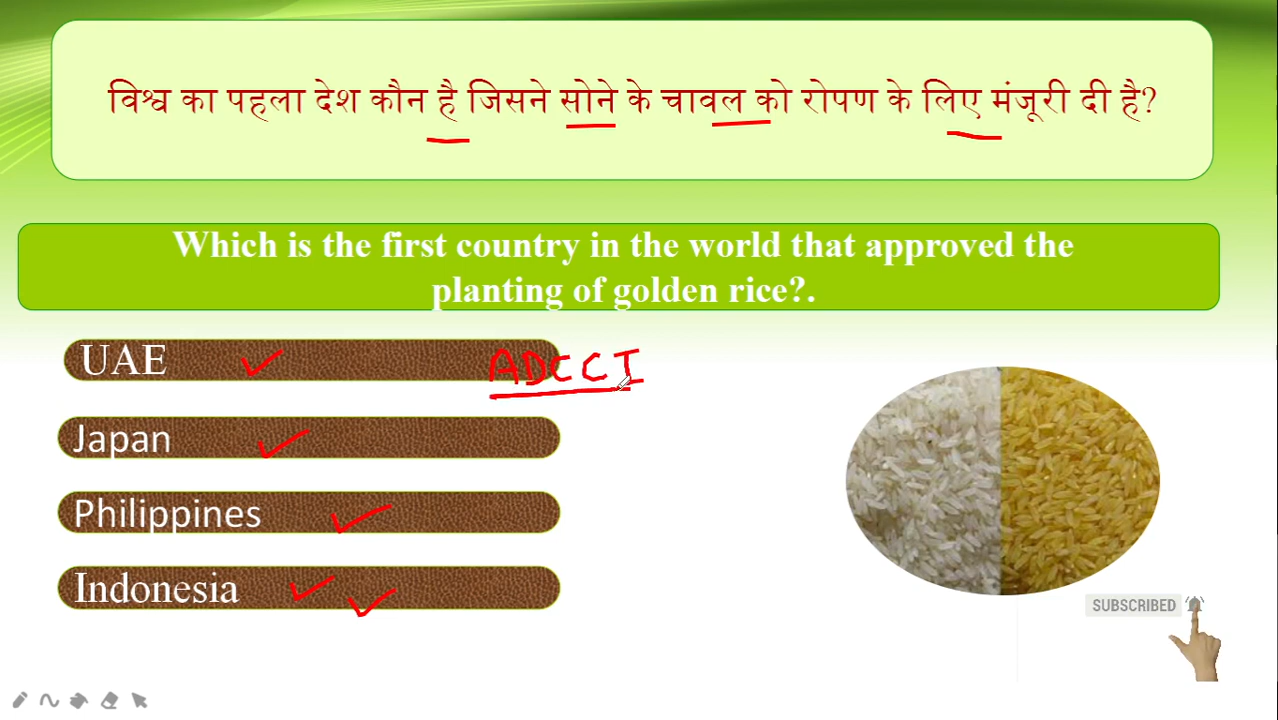 विश्व का पहला देश कौन है जिसने सोने के चावल को रोपण के लिए मंजूरी दी है?
Which is the first country in the world that approved the
planting of golden rice?.
UAE
ADCCI
Japan
Philippines
Indonesia
SUBSCRIBED